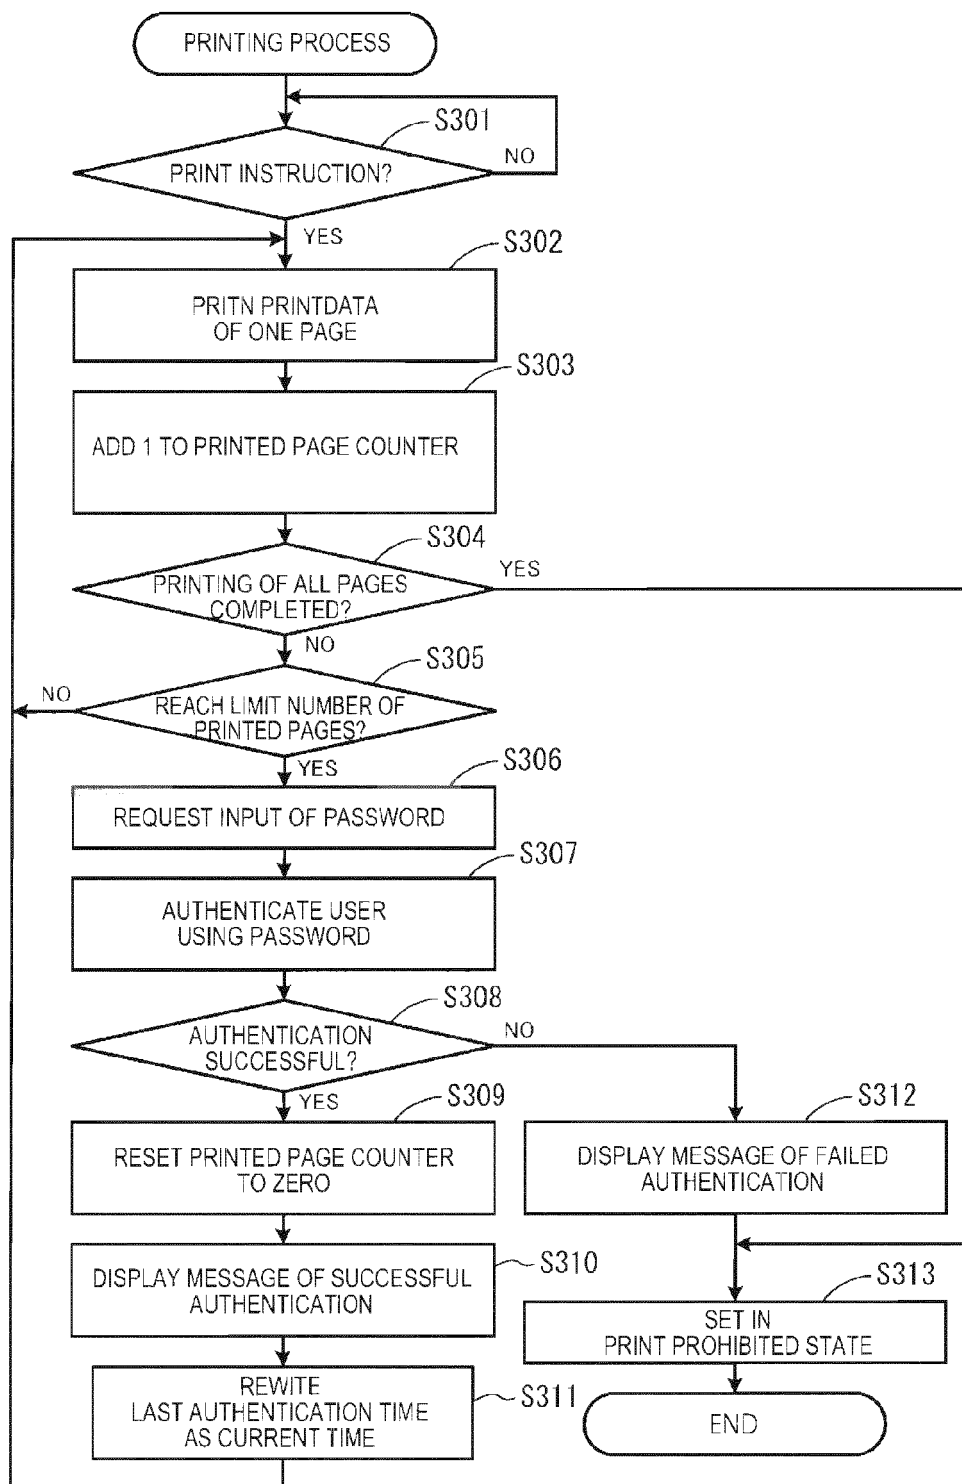 PRINTING PROCESS
S301
PRINT INSTRUCTION?
NO
YES
S302
PRITN PRINTDATA
OF ONE PAGE
S303
ADD 1 TO PRINTED PAGE COUNTER
S304
PRINTING OF ALL PAGES
COMPLETED?
YES
NO
S305
NO
REACH LIMIT NUMBER OF
PRINTED PAGES?
YES
S306
REQUEST INPUT OF PASSWORD
S307
AUTHENTICATE USER
USING PASSWORD
S308
AUTHENTICATION
SUCCESSFUL?
NO
YES
S309
RESET PRINTED PAGE COUNTER
TO ZERO
S312
DISPLAY MESSAGE OF FAILED
AUTHENTICATION
S310
DISPLAY MESSAGE OF SUCCESSFUL
AUTHENTICATION
S313
SET IN
PRINT PROHIBITED STATE
S311
REWITE
LAST AUTHENTICATION TIME
AS CURRENT TIME
END